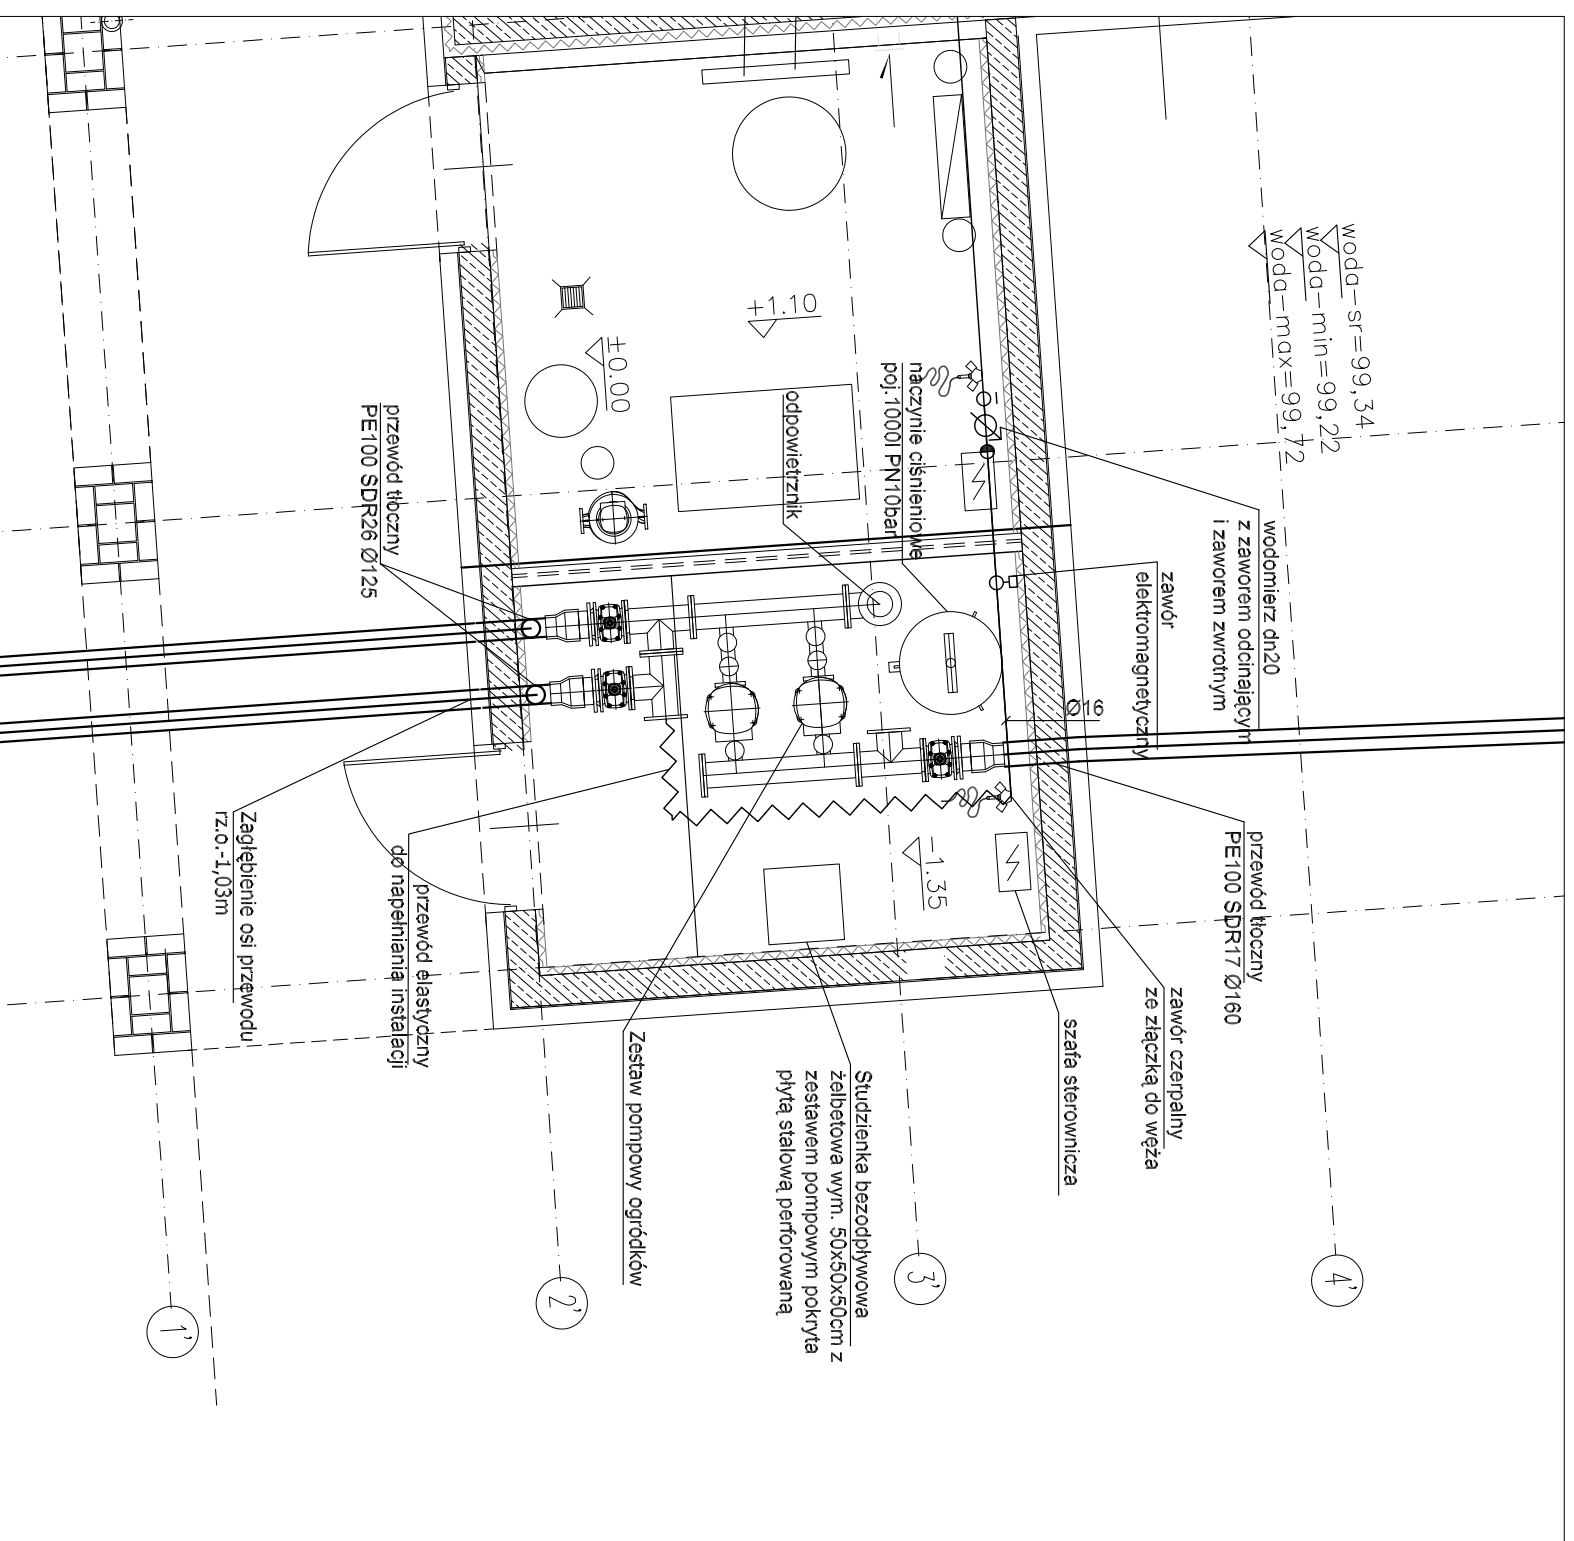 woda-sr=99,34
woda-min=99,22
woda-max=99,72
+1.10
±0.00
naczynie ciśnieniowe
poj.1000l PN10bar
odpowietrznik
przewód tłoczny
PE100 SDR26 Ø125
wodomierz dn20
z zaworem odcinającym
i zaworem zwrotnym
zawór
elektromagnetyczny
Ø16
przewód tłoczny
PE100 SDR17 Ø160
-1.35
zawór czerpalny
ze złączką do węża
szafa sterownicza
Studzienka bezodpływowa
żelbetowa wym. 50x50x50cm z
zestawem pompowym pokryta
płytą stalową perforowaną
Zestaw pompowy ogródków
przewód elastyczny
do napełniania instalacji
Zagłębienie osi przewodu
rz.o.-1,03m
4'
3'
2'
1'